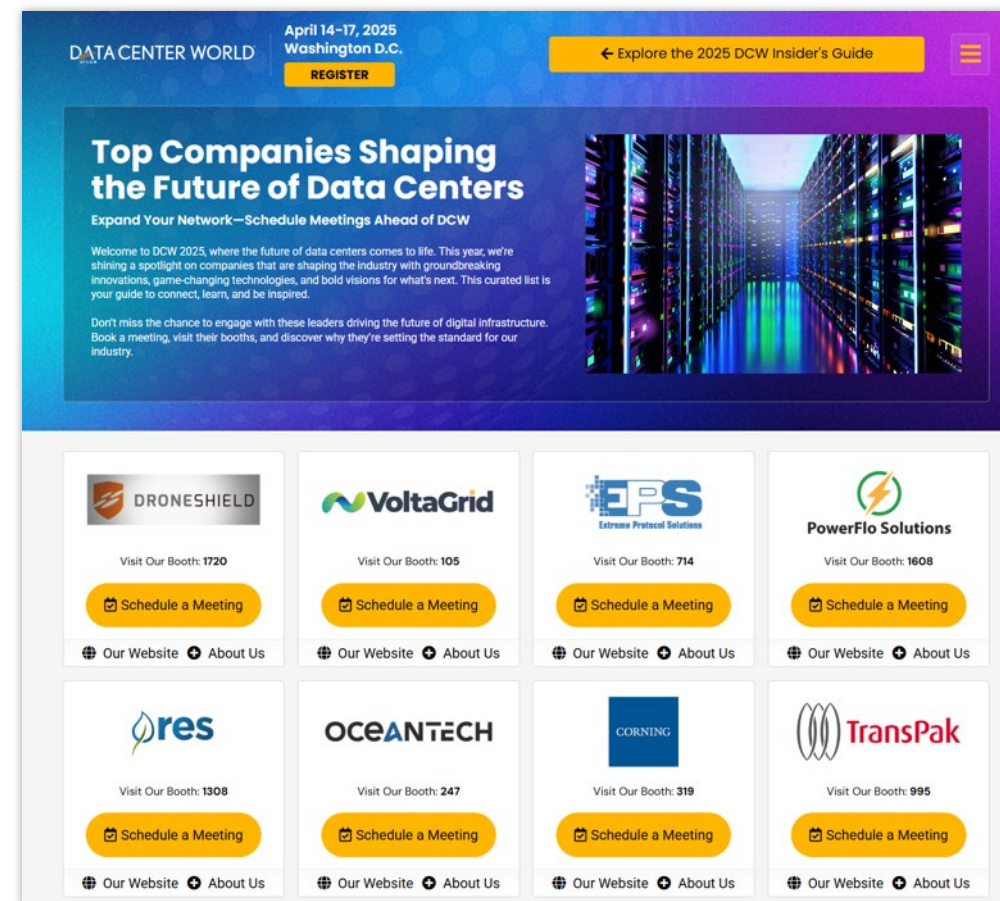 DATA CENTER WORLD
AFCOM
April 14-17, 2025
Washington D.C.
REGISTER
← Explore the 2025 DCW Insider's Guide
Top Companies Shaping
the Future of Data Centers
Expand Your Network—Schedule Meetings Ahead of DCW
Welcome to DCW 2025, where the future of data centers comes to life. This year, we're
shining a spotlight on companies that are shaping the industry with groundbreaking
innovations, game-changing technologies, and bold visions for what's next. This curated list is
your guide to connect, learn, and be inspired.
Don't miss the chance to engage with these leaders driving the future of digital infrastructure.
Book a meeting, visit their booths, and discover why they're setting the standard for our
industry.
DRONESHIELD
Visit Our Booth: 1720
Schedule a Meeting
Our Website About Us
VoltaGrid
Visit Our Booth: 105
Schedule a Meeting
Our Website About Us
EPS
Extreme Protocol Solutions
Visit Our Booth: 714
Schedule a Meeting
Our Website About Us
PowerFlo Solutions
Visit Our Booth: 1608
Schedule a Meeting
Our Website About Us
res
Visit Our Booth: 1308
Schedule a Meeting
Our Website About Us
OCEANTECH
Visit Our Booth: 247
Schedule a Meeting
Our Website About Us
CORNING
Visit Our Booth: 319
Schedule a Meeting
Our Website About Us
TransPak
Visit Our Booth: 995
Schedule a Meeting
Our Website About Us